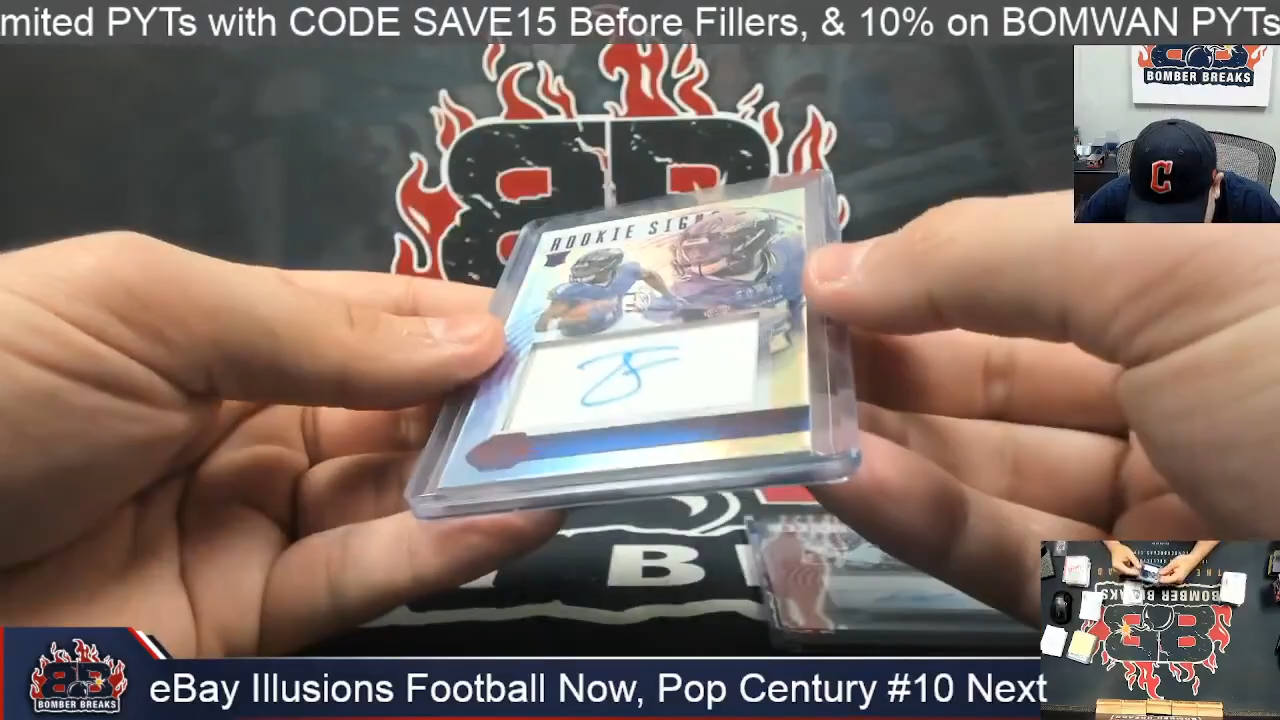 mited PYTs with CODE SAVE15 Before Fillers, & 10% on BOMWAN PYTs
BOMBER BREAKS
C
ROOKIE SIG
B
BOMBER BREAKS
BOMBER BREAKS
eBay Illusions Football Now, Pop Century #10 Next